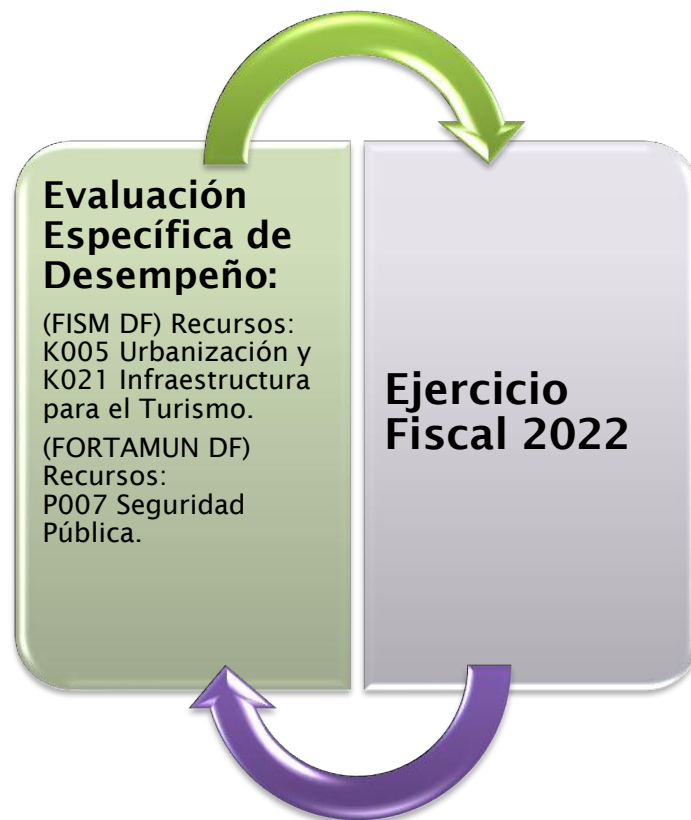 Evaluación
Específica de
Desempeño:
(FISM DF) Recursos:
K005 Urbanización y
K021 Infraestructura
para el Turismo.
(FORTAMUN DF)
Recursos:
P007 Seguridad
Pública.
Ejercicio
Fiscal 2022